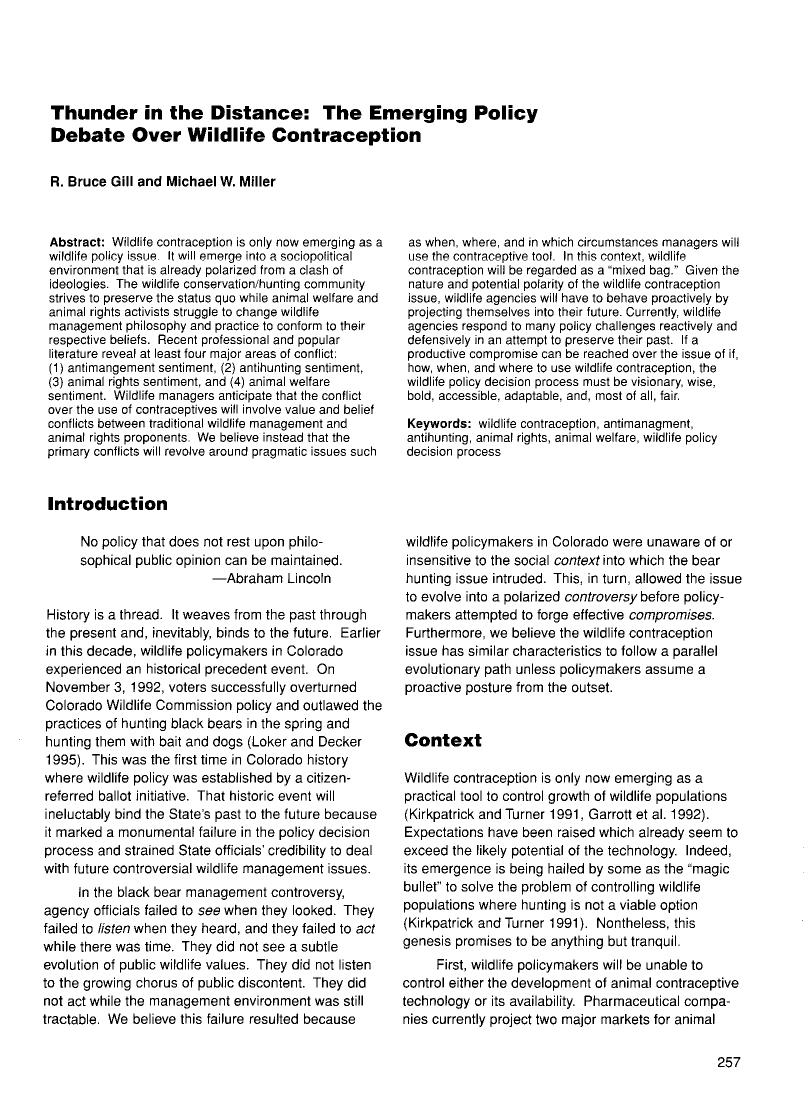 Thunder in the Distance: The Emerging Policy
Debate Over Wildlife Contraception
R. Bruce Gill and Michael W. Miller
Abstract: Wildlife contraception is only now emerging as a
wildlife policy issue. It will emerge into a sociopolitical
environment that is already polarized from a clash of
ideologies. The wildlife conservation/hunting community
strives to preserve the status quo while animal welfare and
animal rights activists struggle to change wildlife
management philosophy and practice to conform to their
respective beliefs. Recent professional and popular
literature reveal at least four major areas of conflict:
(1) antimangement sentiment, (2) antihunting sentiment,
(3) animal rights sentiment, and (4) animal welfare
sentiment. Wildlife managers anticipate that the conflict
over the use of contraceptives will involve value and belief
conflicts between traditional wildlife management and
animal rights proponents. We believe instead that the
primary conflicts will revolve around pragmatic issues such
as when, where, and in which circumstances managers will
use the contraceptive tool. In this context, wildlife
contraception will be regarded as a “mixed bag.” Given the
nature and potential polarity of the wildlife contraception
issue, wildlife agencies will have to behave proactively by
projecting themselves into their future. Currently, wildlife
agencies respond to many policy challenges reactively and
defensively in an attempt to preserve their past. If a
productive compromise can be reached over the issue of if,
how, when, and where to use wildlife contraception, the
wildlife policy decision process must be visionary, wise,
bold, accessible, adaptable, and, most of all, fair.
Keywords: wildlife contraception, antimanagment,
antihunting, animal rights, animal welfare, wildlife policy
decision process
Introduction
No policy that does not rest upon philo-
sophical public opinion can be maintained.
—Abraham Lincoln
History is a thread. It weaves from the past through
the present and, inevitably, binds to the future. Earlier
in this decade, wildlife policymakers in Colorado
experienced an historical precedent event. On
November 3, 1992, voters successfully overturned
Colorado Wildlife Commission policy and outlawed the
practices of hunting black bears in the spring and
hunting them with bait and dogs (Loker and Decker
1995). This was the first time in Colorado history
where wildlife policy was established by a citizen-
referred ballot initiative. That historic event will
ineluctably bind the State’s past to the future because
it marked a monumental failure in the policy decision
process and strained State officials’ credibility to deal
with future controversial wildlife management issues.
In the black bear management controversy,
agency officials failed to see when they looked. They
failed to listen when they heard, and they failed to act
while there was time. They did not see a subtle
evolution of public wildlife values. They did not listen
to the growing chorus of public discontent. They did
not act while the management environment was still
tractable. We believe this failure resulted because
wildlife policymakers in Colorado were unaware of or
insensitive to the social context into which the bear
hunting issue intruded. This, in turn, allowed the issue
to evolve into a polarized controversy before policy-
makers attempted to forge effective compromises.
Furthermore, we believe the wildlife contraception
issue has similar characteristics to follow a parallel
evolutionary path unless policymakers assume a
proactive posture from the outset.
Context
Wildlife contraception is only now emerging as a
practical tool to control growth of wildlife populations
(Kirkpatrick and Turner 1991, Garrott et al. 1992).
Expectations have been raised which already seem to
exceed the likely potential of the technology. Indeed,
its emergence is being hailed by some as the “magic
bullet” to solve the problem of controlling wildlife
populations where hunting is not a viable option
(Kirkpatrick and Turner 1991). Nontheless, this
genesis promises to be anything but tranquil.
First, wildlife policymakers will be unable to
control either the development of animal contraceptive
technology or its availability. Pharmaceutical compa-
nies currently project two major markets for animal
257